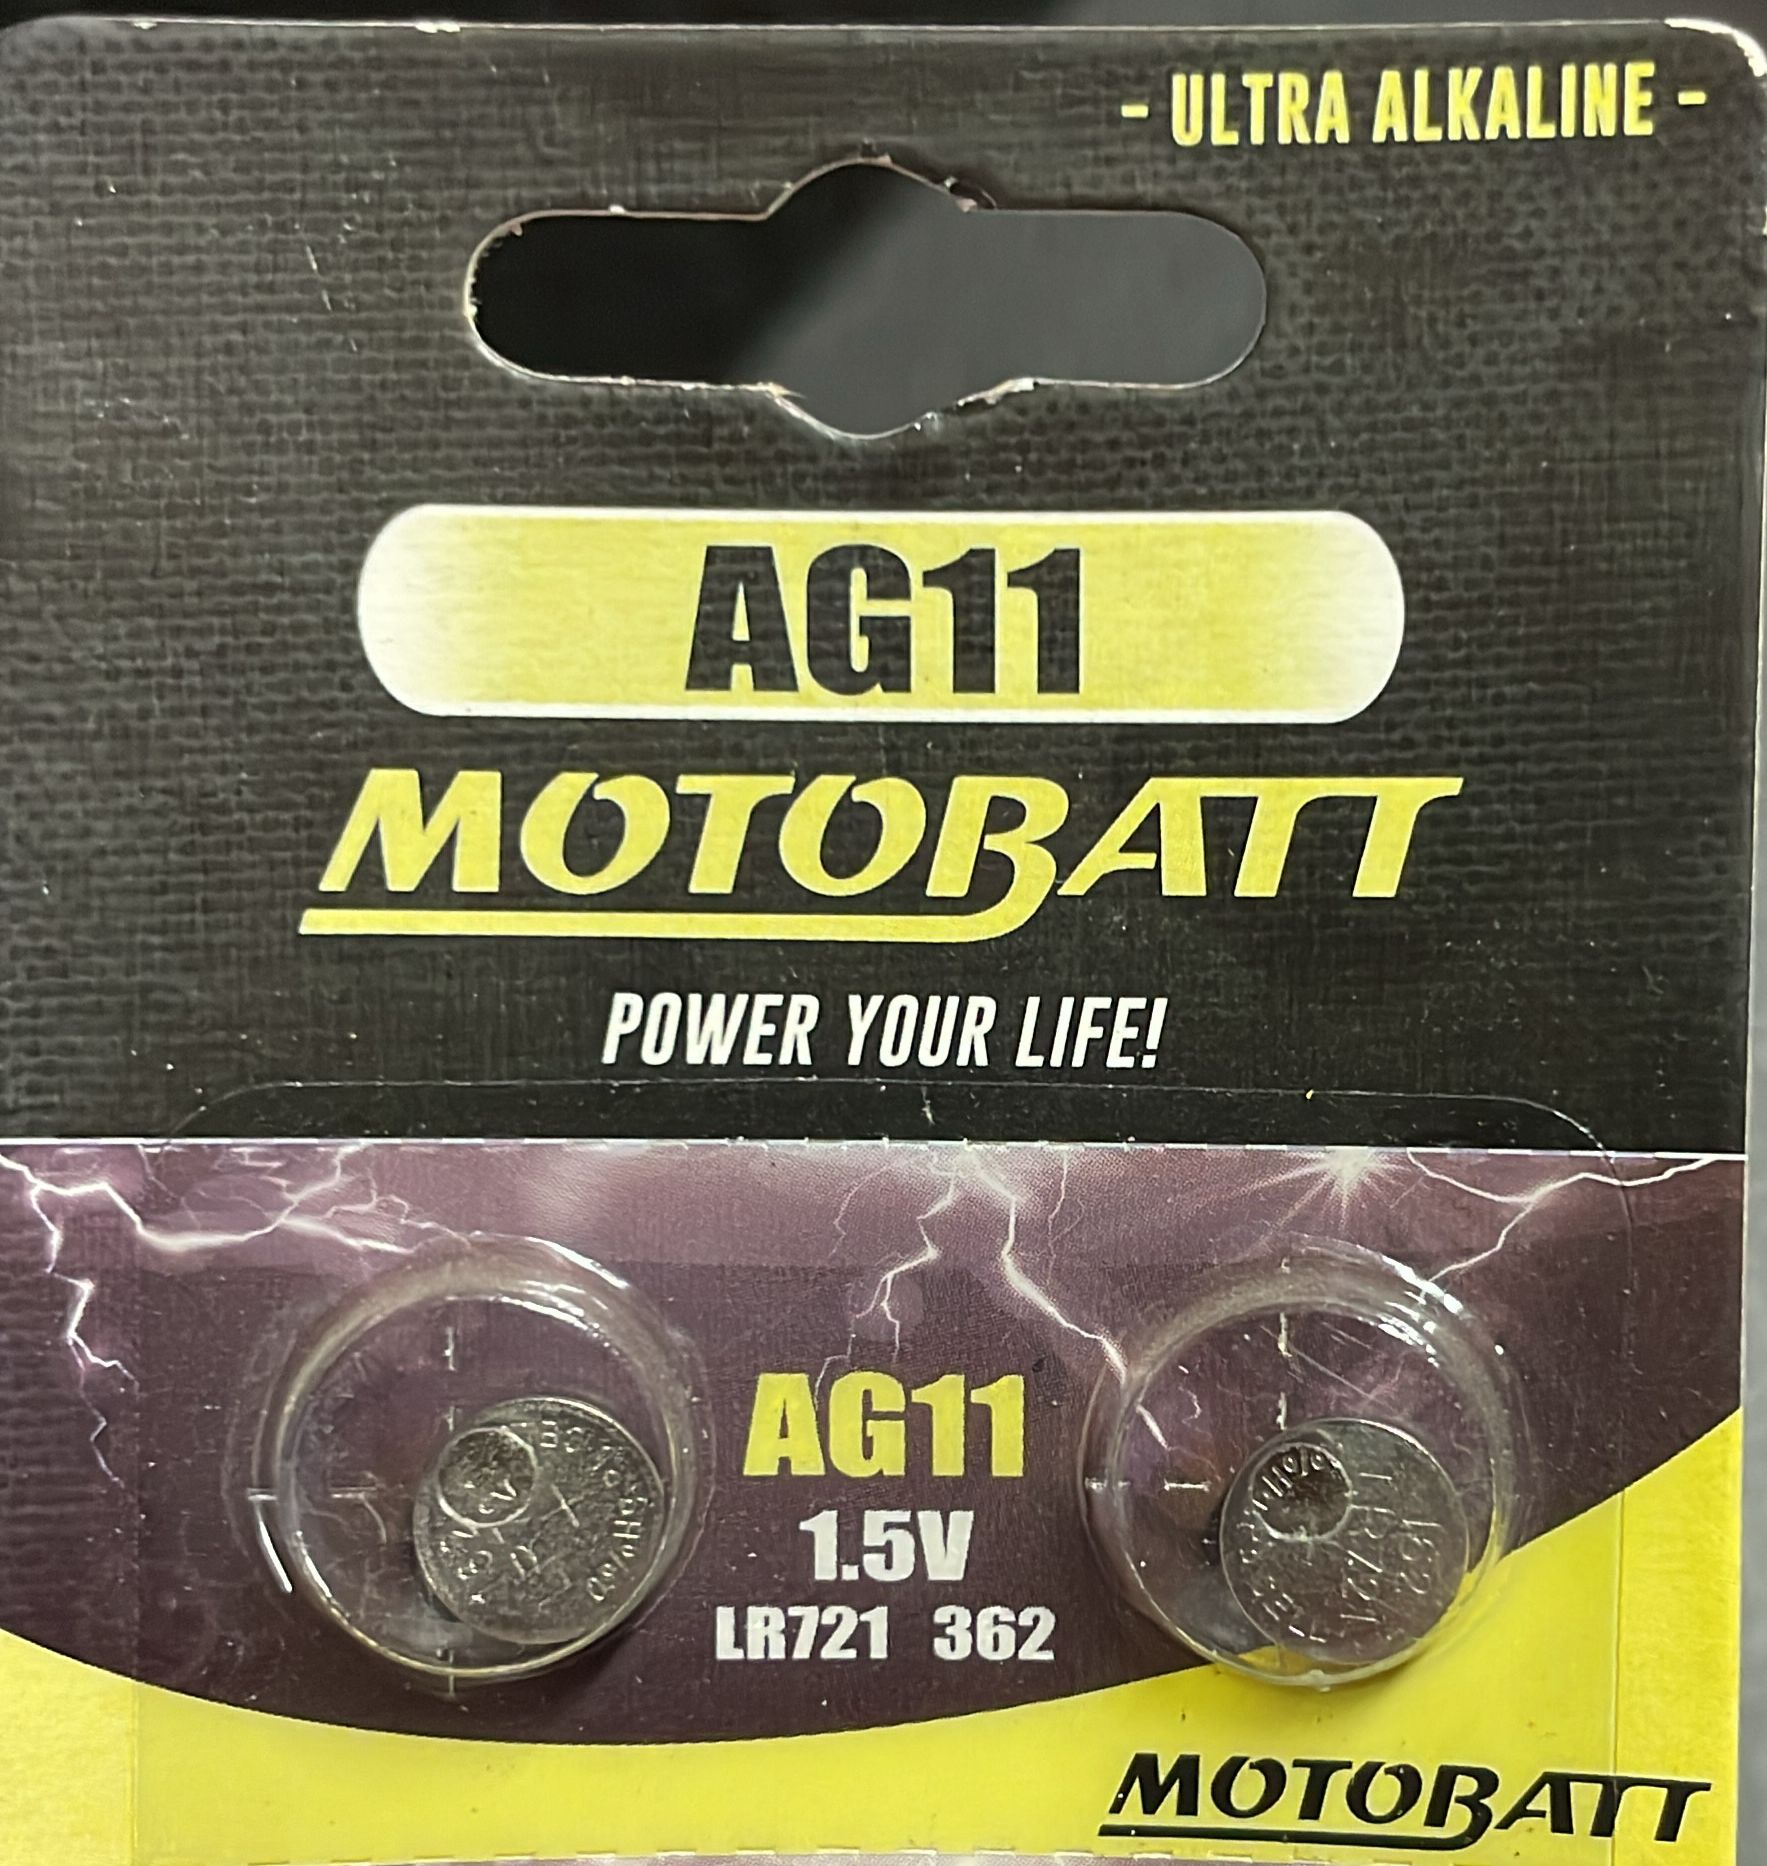 - ULTRA ALKALINE -
AG11
MOTOBATT
POWER YOUR LIFE!
AG11
1.5V
LR721 362
MOTOBATT